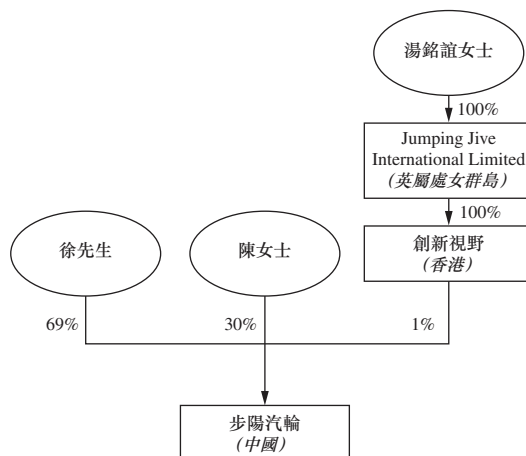 湯銘誼女士
100%
Jumping Jive
International Limited
(英屬處女群島)
100%
徐先生
陳女士
創新視野
(香港)
69%
30%
1%
步陽汽輪
(中國)